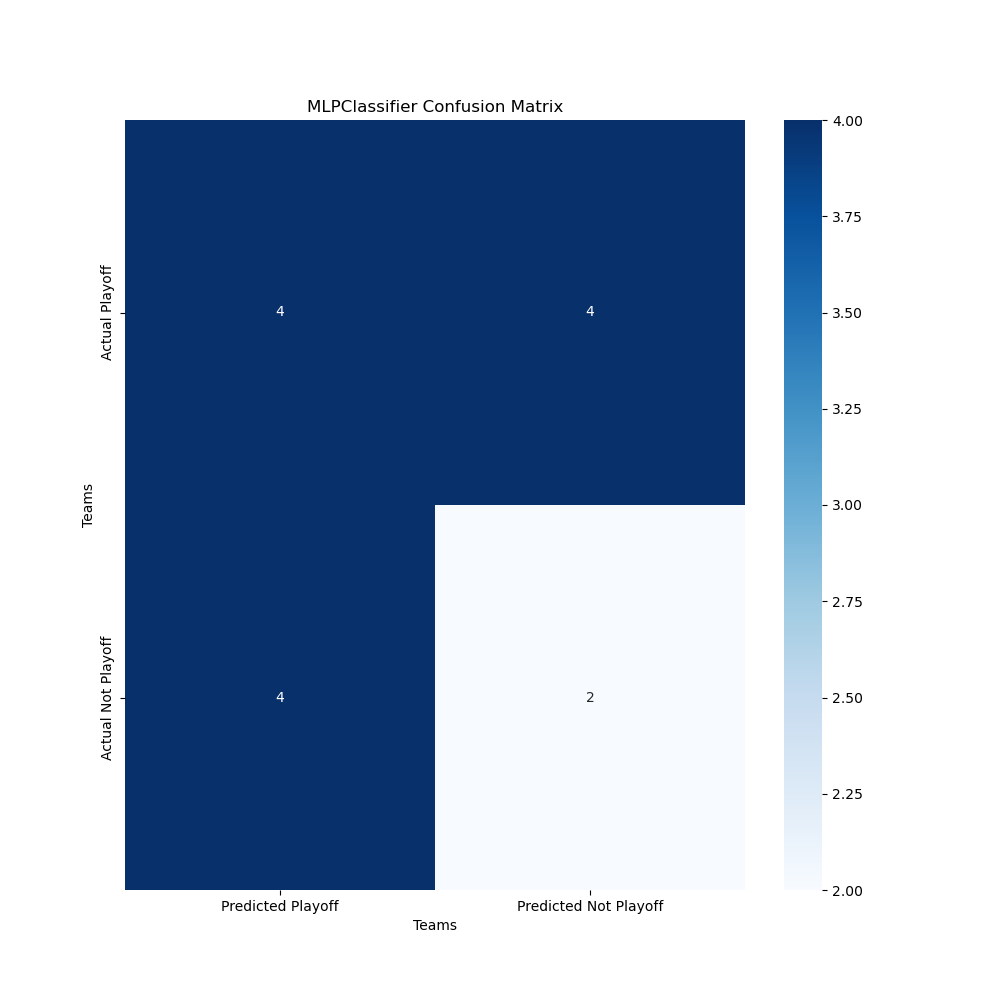 MLPClassifier Confusion Matrix
Actual Playoff
Actual Not Playoff
Teams
4
4
4
2
Predicted Playoff
Predicted Not Playoff
Teams
4.00
3.75
3.50
3.25
3.00
2.75
2.50
2.25
2.00